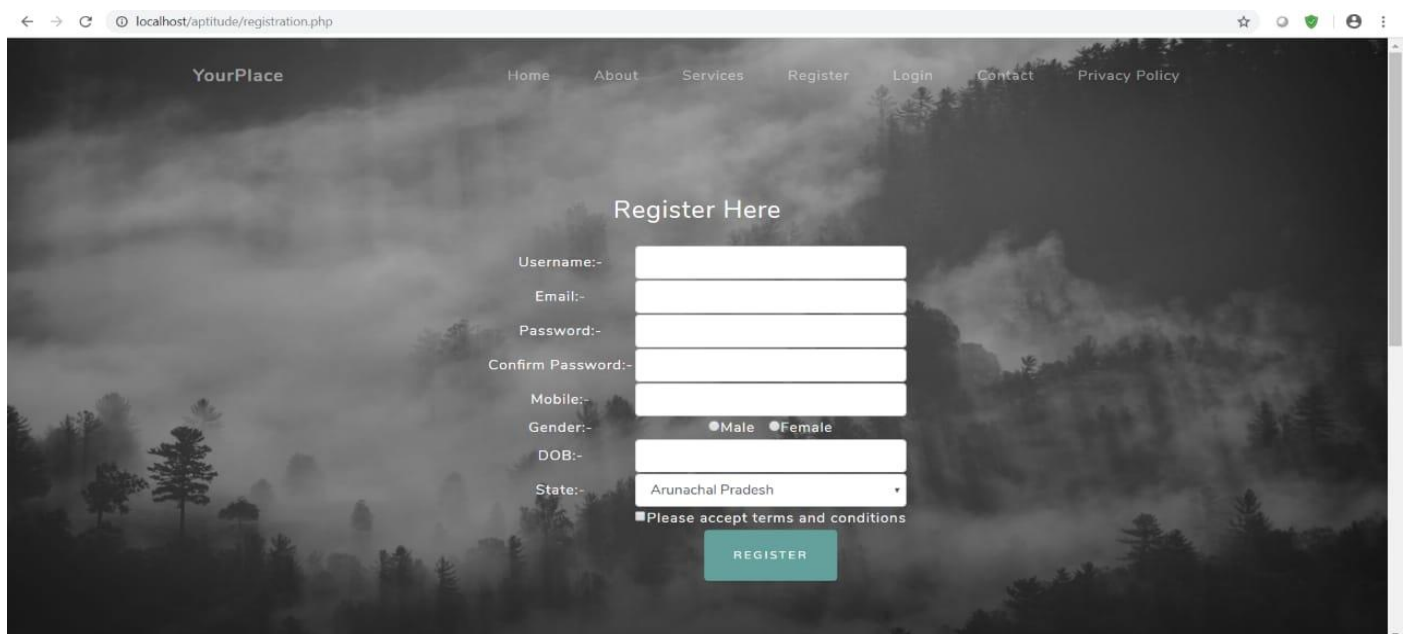 localhost/aptitude/registration.php
YourPlace Home About Services Register Login Contact Privacy Policy
Register Here
Username:-
Email:-
Password:-
Confirm Password:-
Mobile:-
Gender:- Male Female
DOB:-
State:- Arunachal Pradesh
Please accept terms and conditions
REGISTER